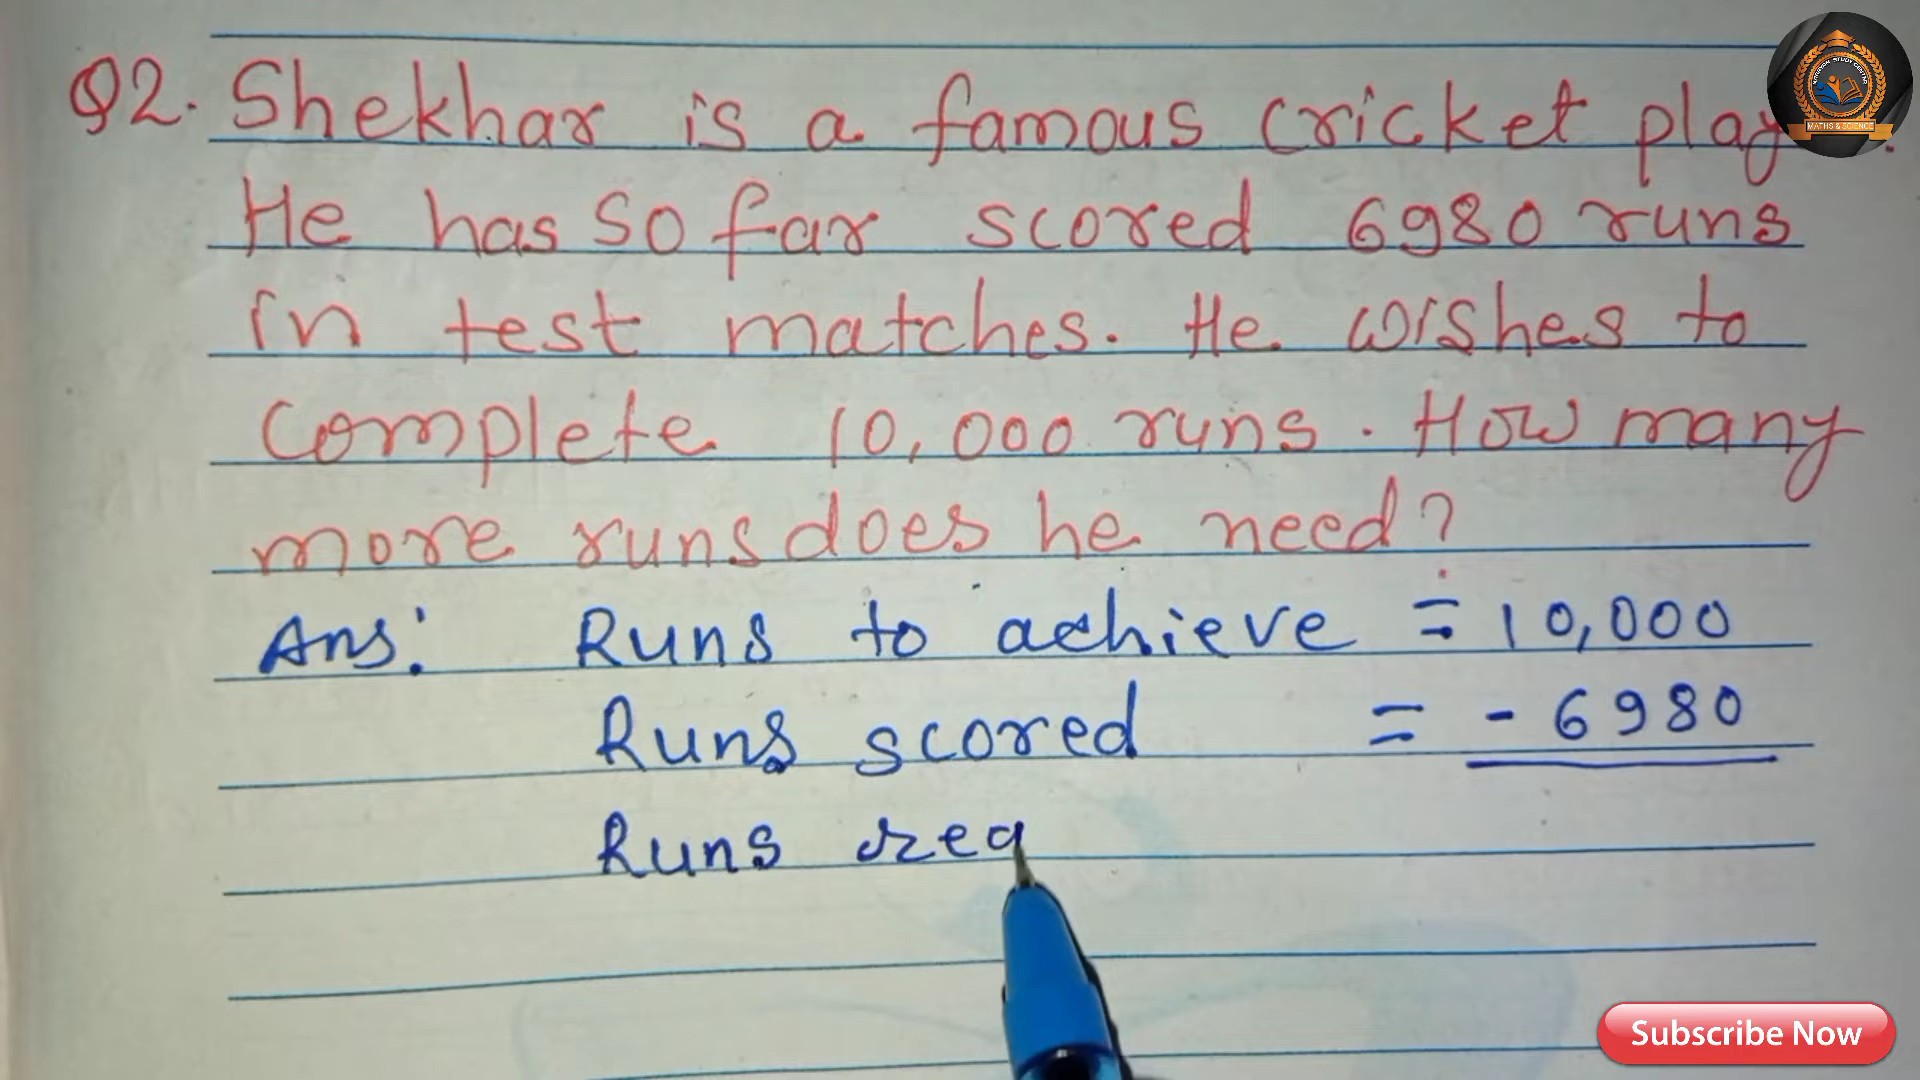 Q2. Shekhar is a famous cricket play
He has so far scored 6980 runs
in test matches. He wishes to
complete 10,000 runs. How many
more runs does he need?
Ans: Runs to achieve = 10,000
Runs scored = - 6980
Runs req
MATHS & SCIENCE
Subscribe Now